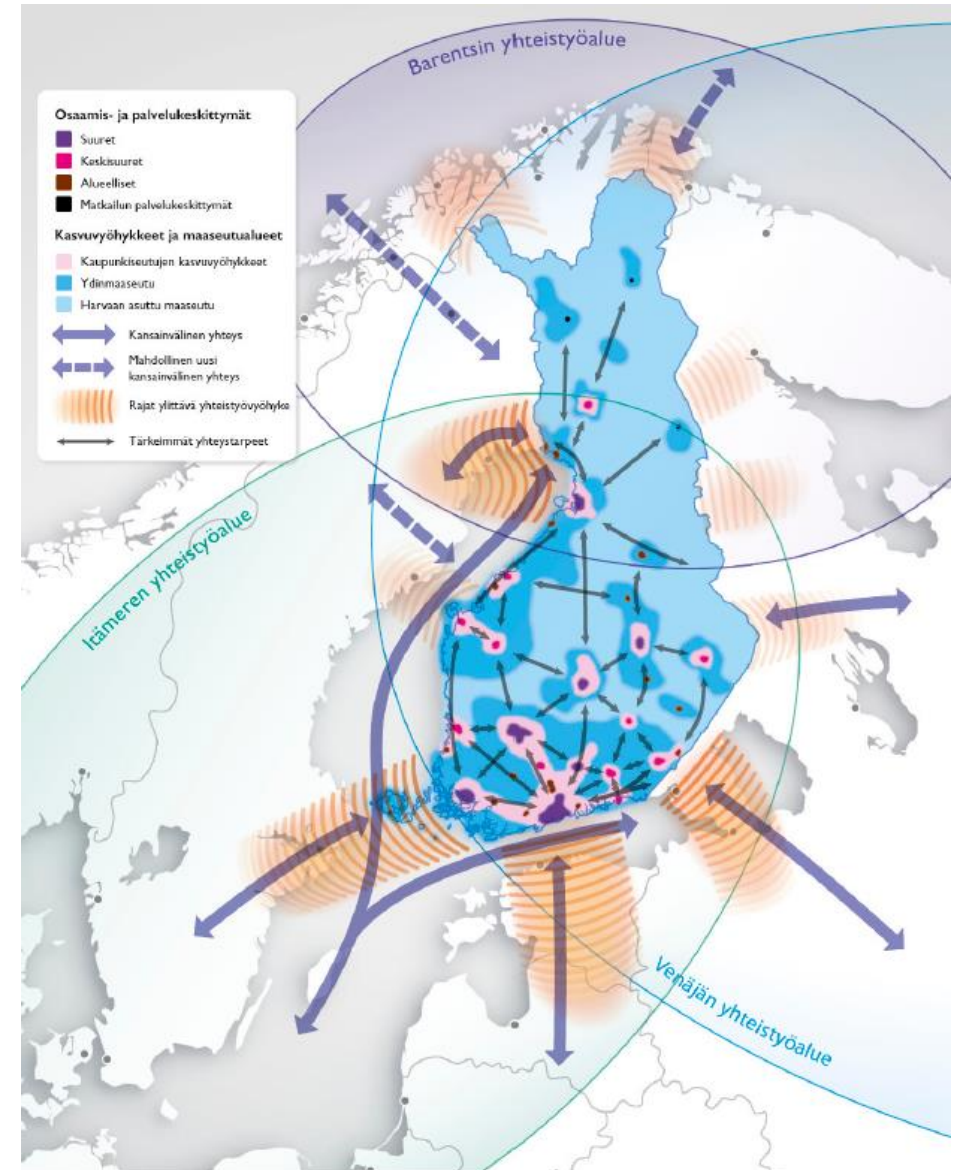 Barentsin yhteistyöalue
Osaamis- ja palvelukeskittymät
Suuret
Keskisuuret
Alueelliset
Matkailun palvelukeskittymät
Kasvuvyöhykkeet ja maaseutualueet
Kaupunkiseutujen kasvuvyöhykkeet
Ydinmaaseutu
Harvaan asuttu maaseutu
Kansainvälinen yhteys
Mahdollinen uusi
kansainvälinen yhteys
Rajat ylittävä yhteistyövyöhyke
Tärkeimmät yhteystarpeet
Itämeren yhteistyöalue
Venäjän yhteistyöalue